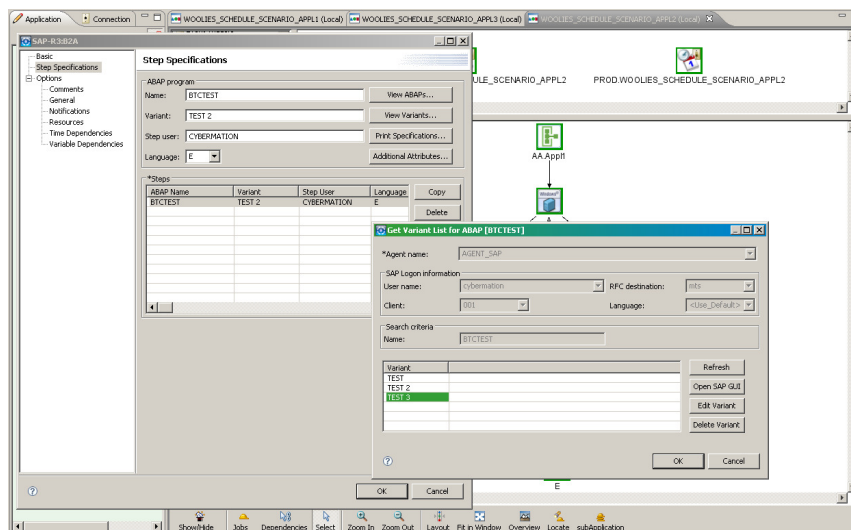 Application
Connection
WOOLIES_SCHEDULE_SCENARIO_APPL1 (Local)
WOOLIES_SCHEDULE_SCENARIO_APPL3 (Local)
WOOLIES_SCHEDULE_SCENARIO_APPL2 (Local)
SAP-R3:B2A
Basic
Step Specifications
Options
Comments
General
Notifications
Resources
Time Dependencies
Variable Dependencies
Step Specifications
ABAP program
Name: BTCTEST View ABAPs...
Variant: TEST 2 View Variants...
Step user: CYBERMATION Print Specifications...
Language: E Additional Attributes...
*Steps
ABAP Name Variant Step User Language
BTCTEST TEST 2 CYBERMATION E
Copy
Delete
OK Cancel
ULE_SCENARIO_APPL2
PROD.WOOLIES_SCHEDULE_SCENARIO_APPL2
AA.Appl1
Windows
Get Variant List for ABAP [BTCTEST]
*Agent name: AGENT_SAP
SAP Logon information
User name: cybermation RFC destination: mts
Client: 001 Language: <Use_Default>
Search criteria
Name: BTCTEST
Variant
TEST
TEST 2
TEST 3
Refresh
Open SAP GUI
Edit Variant
Delete Variant
OK Cancel
E
Show/Hide Jobs Dependencies Select Zoom In Zoom Out Layout Fit in Window Overview Locate subApplication